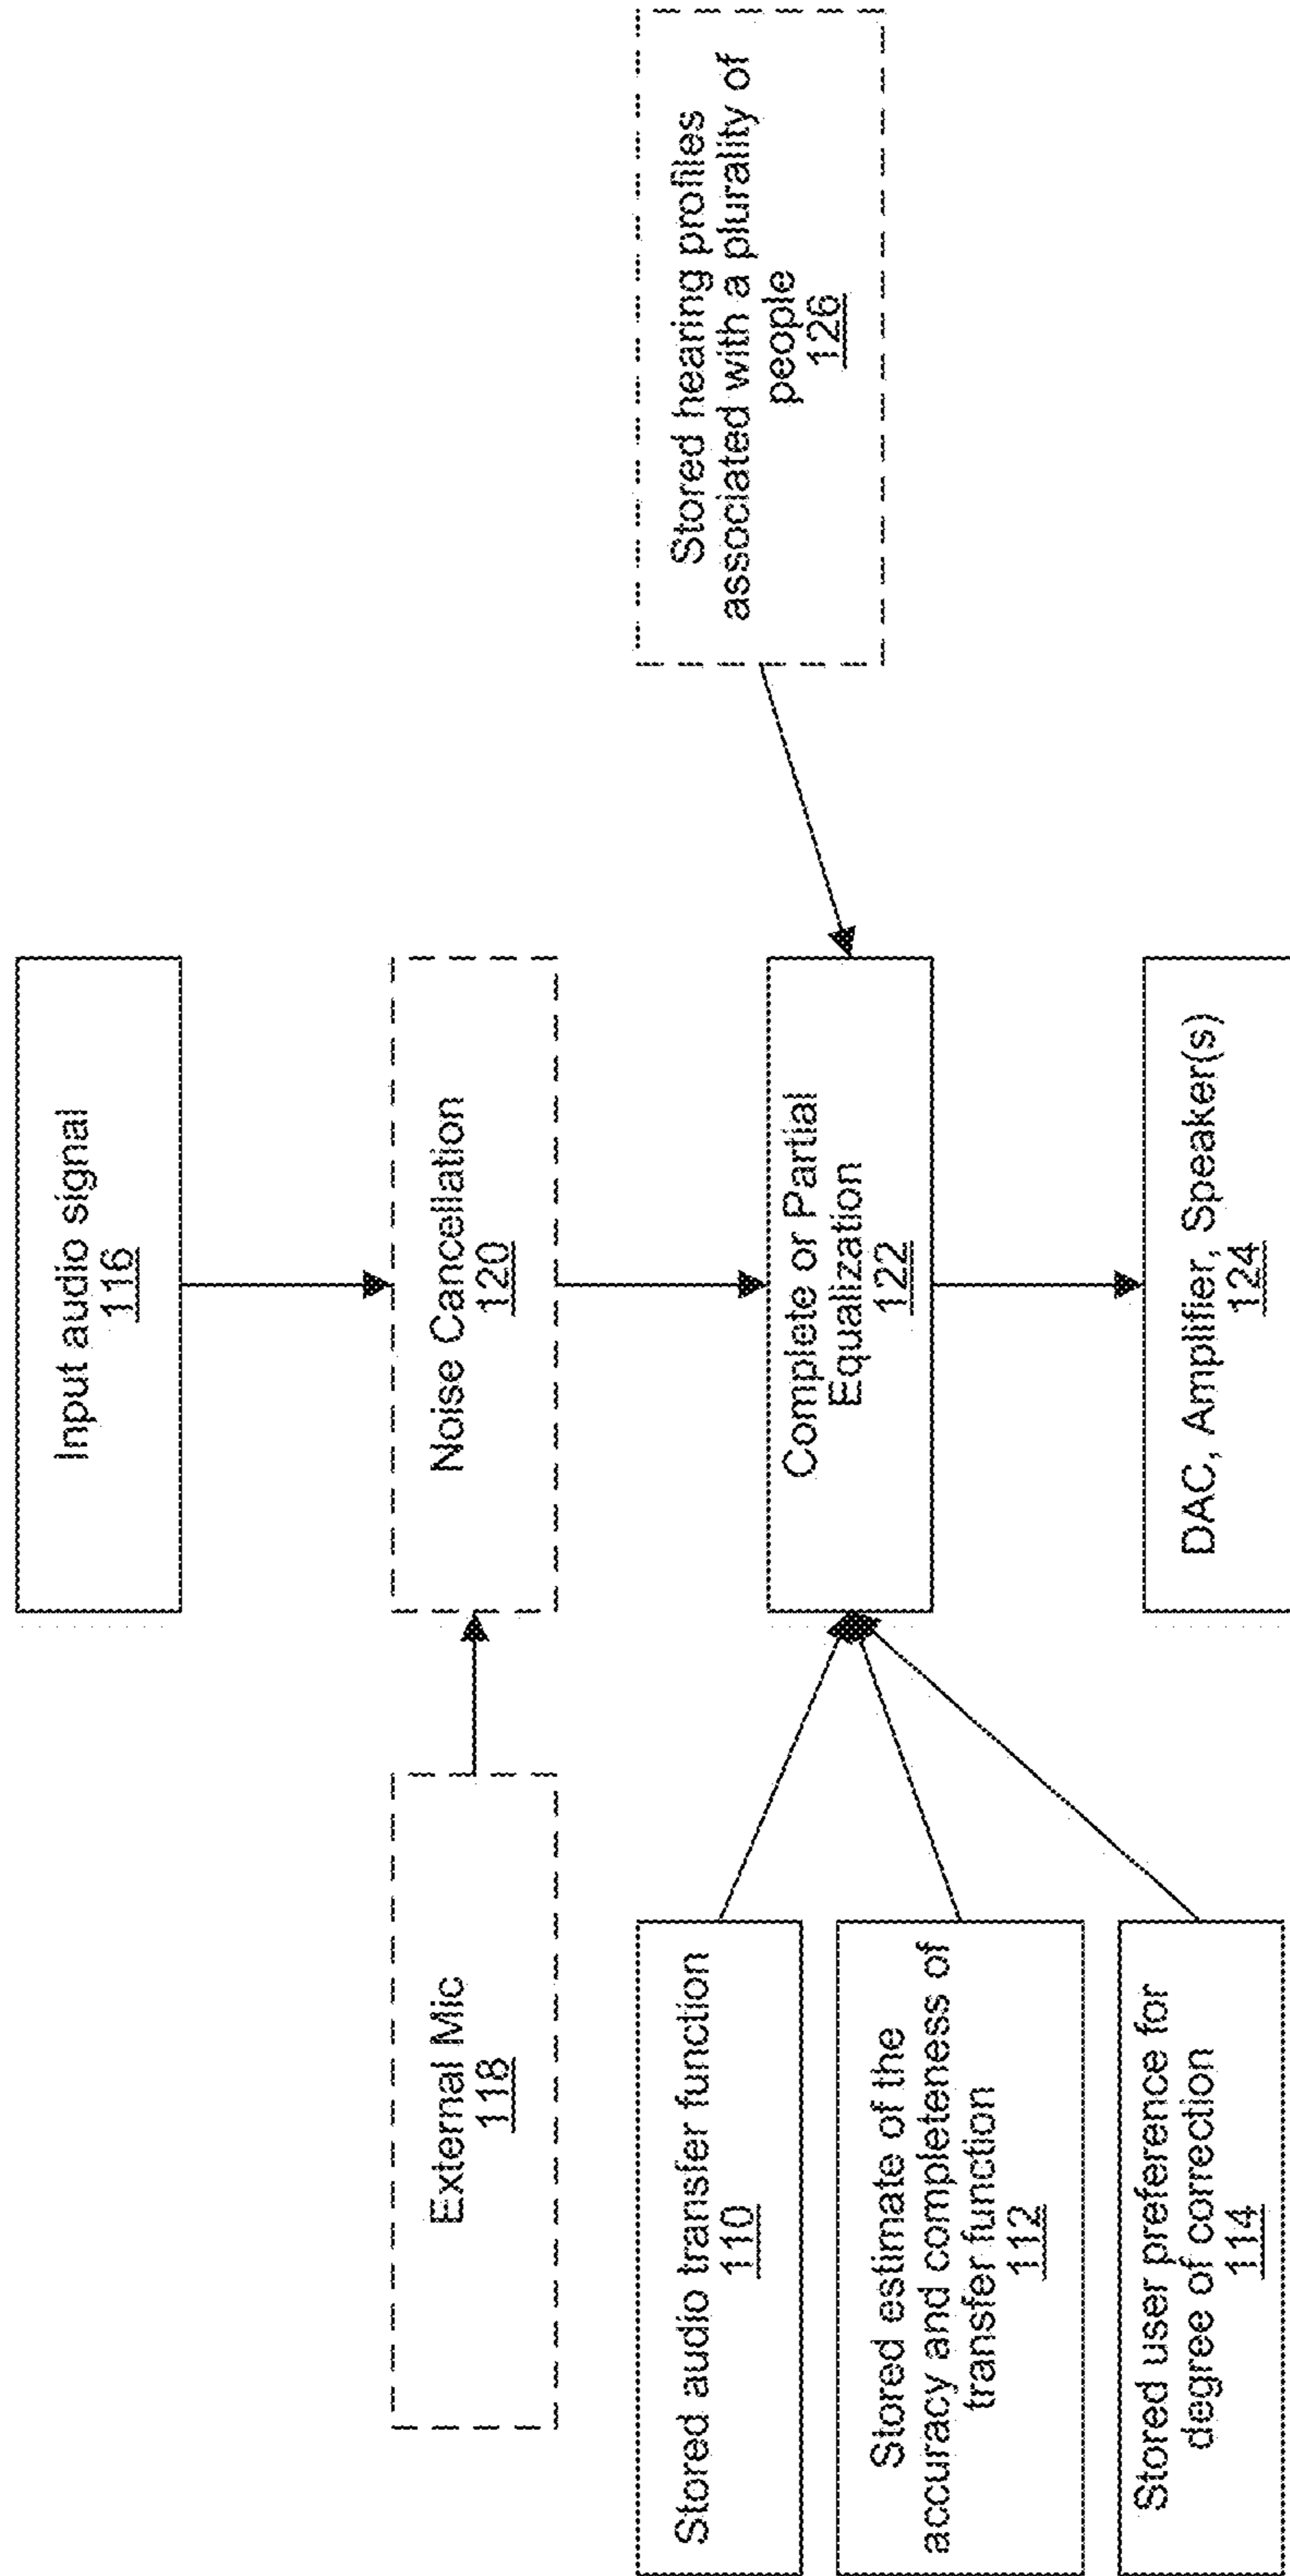 Input audio signal
116
External Mic
118
Noise Cancellation
120
Stored audio transfer function
110
Stored estimate of the
accuracy and completeness of
transfer function
112
Stored user preference for
degree of correction
114
Complete or Partial
Equalization
122
Stored hearing profiles
associated with a plurality of
people
126
DAC, Amplifier, Speaker(s)
124